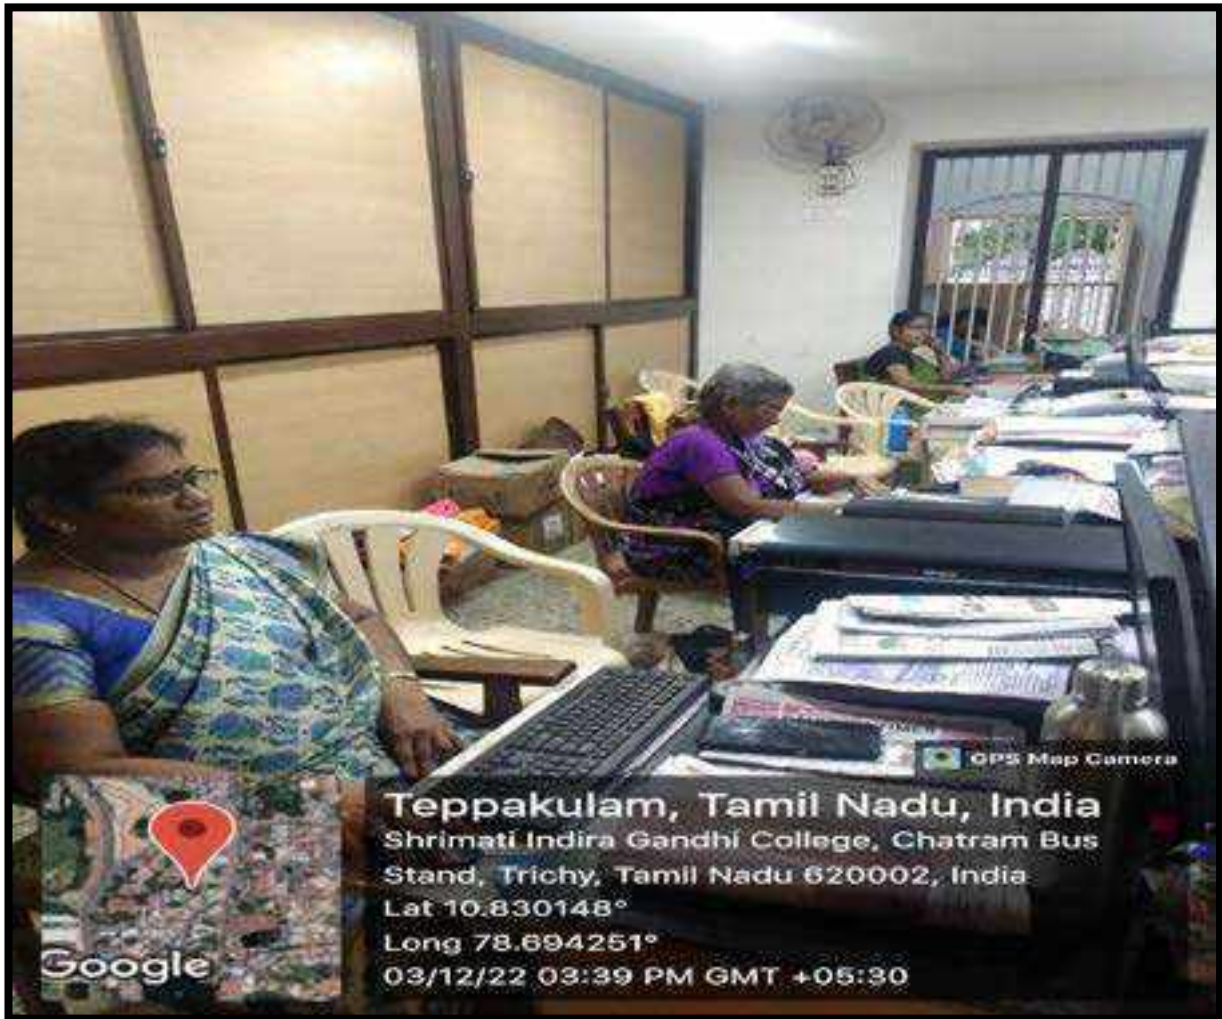 GPS Map Camera
Teppakulam, Tamil Nadu, India
Shrimati Indira Gandhi College, Chatram Bus
Stand, Trichy, Tamil Nadu 620002, India
Lat 10.830148°
Long 78.694251°
03/12/22 03:39 PM GMT +05:30
Google